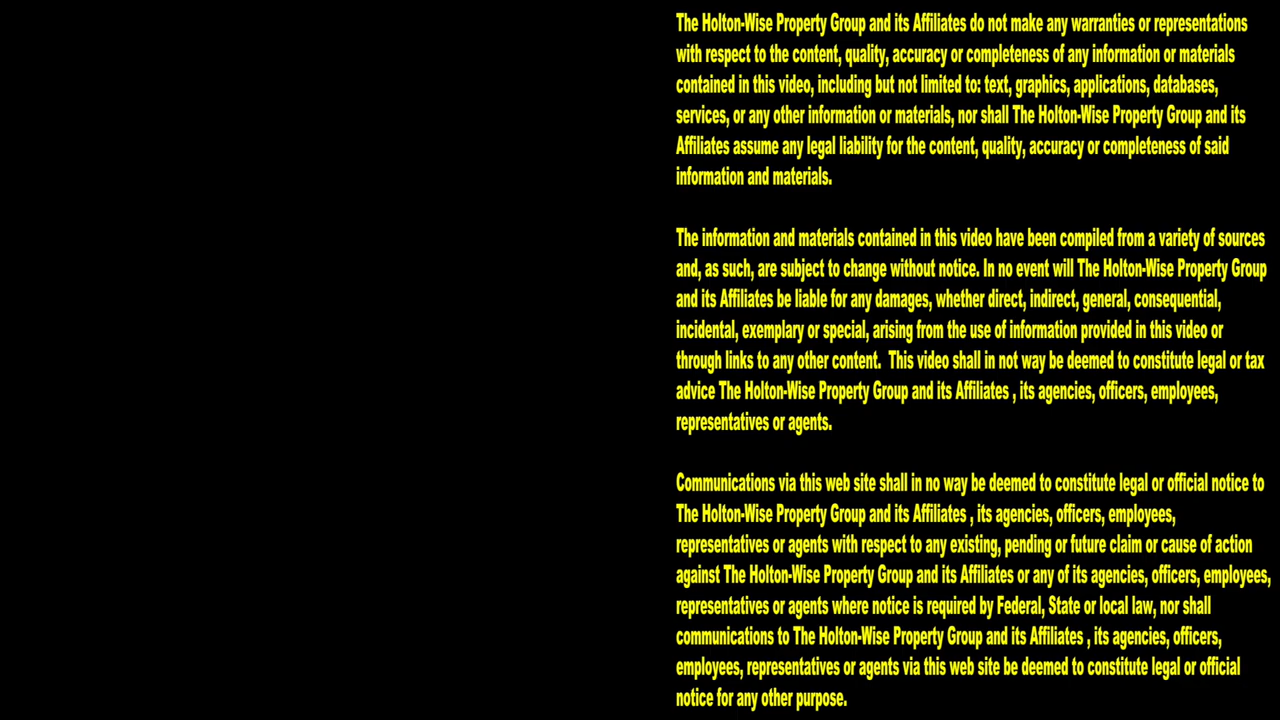 The Holton-Wise Property Group and its Affiliates do not make any warranties or representations
with respect to the content, quality, accuracy or completeness of any information or materials
contained in this video, including but not limited to: text, graphics, applications, databases,
services, or any other information or materials, nor shall The Holton-Wise Property Group and its
Affiliates assume any legal liability for the content, quality, accuracy or completeness of said
information and materials.
The information and materials contained in this video have been compiled from a variety of sources
and, as such, are subject to change without notice. In no event will The Holton-Wise Property Group
and its Affiliates be liable for any damages, whether direct, indirect, general, consequential,
incidental, exemplary or special, arising from the use of information provided in this video or
through links to any other content.  This video shall in not way be deemed to constitute legal or tax
advice The Holton-Wise Property Group and its Affiliates , its agencies, officers, employees,
representatives or agents.
Communications via this web site shall in no way be deemed to constitute legal or official notice to
The Holton-Wise Property Group and its Affiliates , its agencies, officers, employees,
representatives or agents with respect to any existing, pending or future claim or cause of action
against The Holton-Wise Property Group and its Affiliates or any of its agencies, officers, employees,
representatives or agents where notice is required by Federal, State or local law, nor shall
communications to The Holton-Wise Property Group and its Affiliates , its agencies, officers,
employees, representatives or agents via this web site be deemed to constitute legal or official
notice for any other purpose.